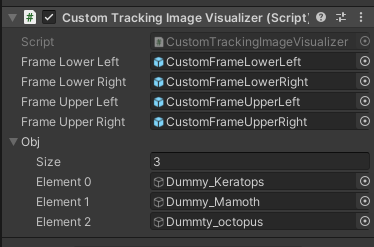 Custom Tracking Image Visualizer (Script)
Script CustomTrackingImageVisualizer
Frame Lower Left CustomFrameLowerLeft
Frame Lower Right CustomFrameLowerRight
Frame Upper Left CustomFrameUpperLeft
Frame Upper Right CustomFrameUpperRight
Obj
Size 3
Element 0 Dummy_Keratops
Element 1 Dummy_Mamoth
Element 2 Dummty_octopus